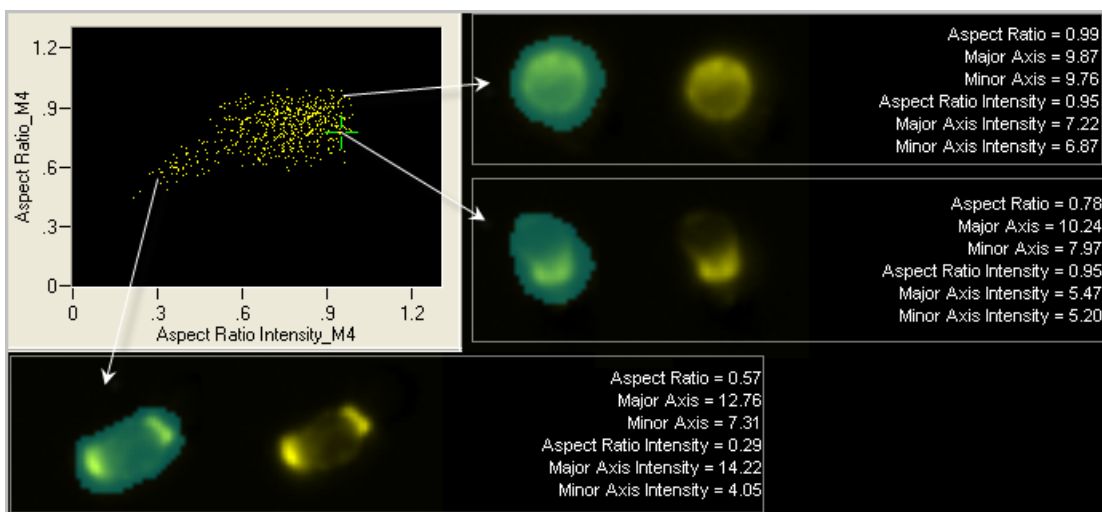 1.2
.9
.6
.3
0
Aspect Ratio_M4
0 .3 .6 .9 1.2
Aspect Ratio Intensity_M4
Aspect Ratio = 0.99
Major Axis = 9.87
Minor Axis = 9.76
Aspect Ratio Intensity = 0.95
Major Axis Intensity = 7.22
Minor Axis Intensity = 6.87
Aspect Ratio = 0.78
Major Axis = 10.24
Minor Axis = 7.97
Aspect Ratio Intensity = 0.95
Major Axis Intensity = 5.47
Minor Axis Intensity = 5.20
Aspect Ratio = 0.57
Major Axis = 12.76
Minor Axis = 7.31
Aspect Ratio Intensity = 0.29
Major Axis Intensity = 14.22
Minor Axis Intensity = 4.05